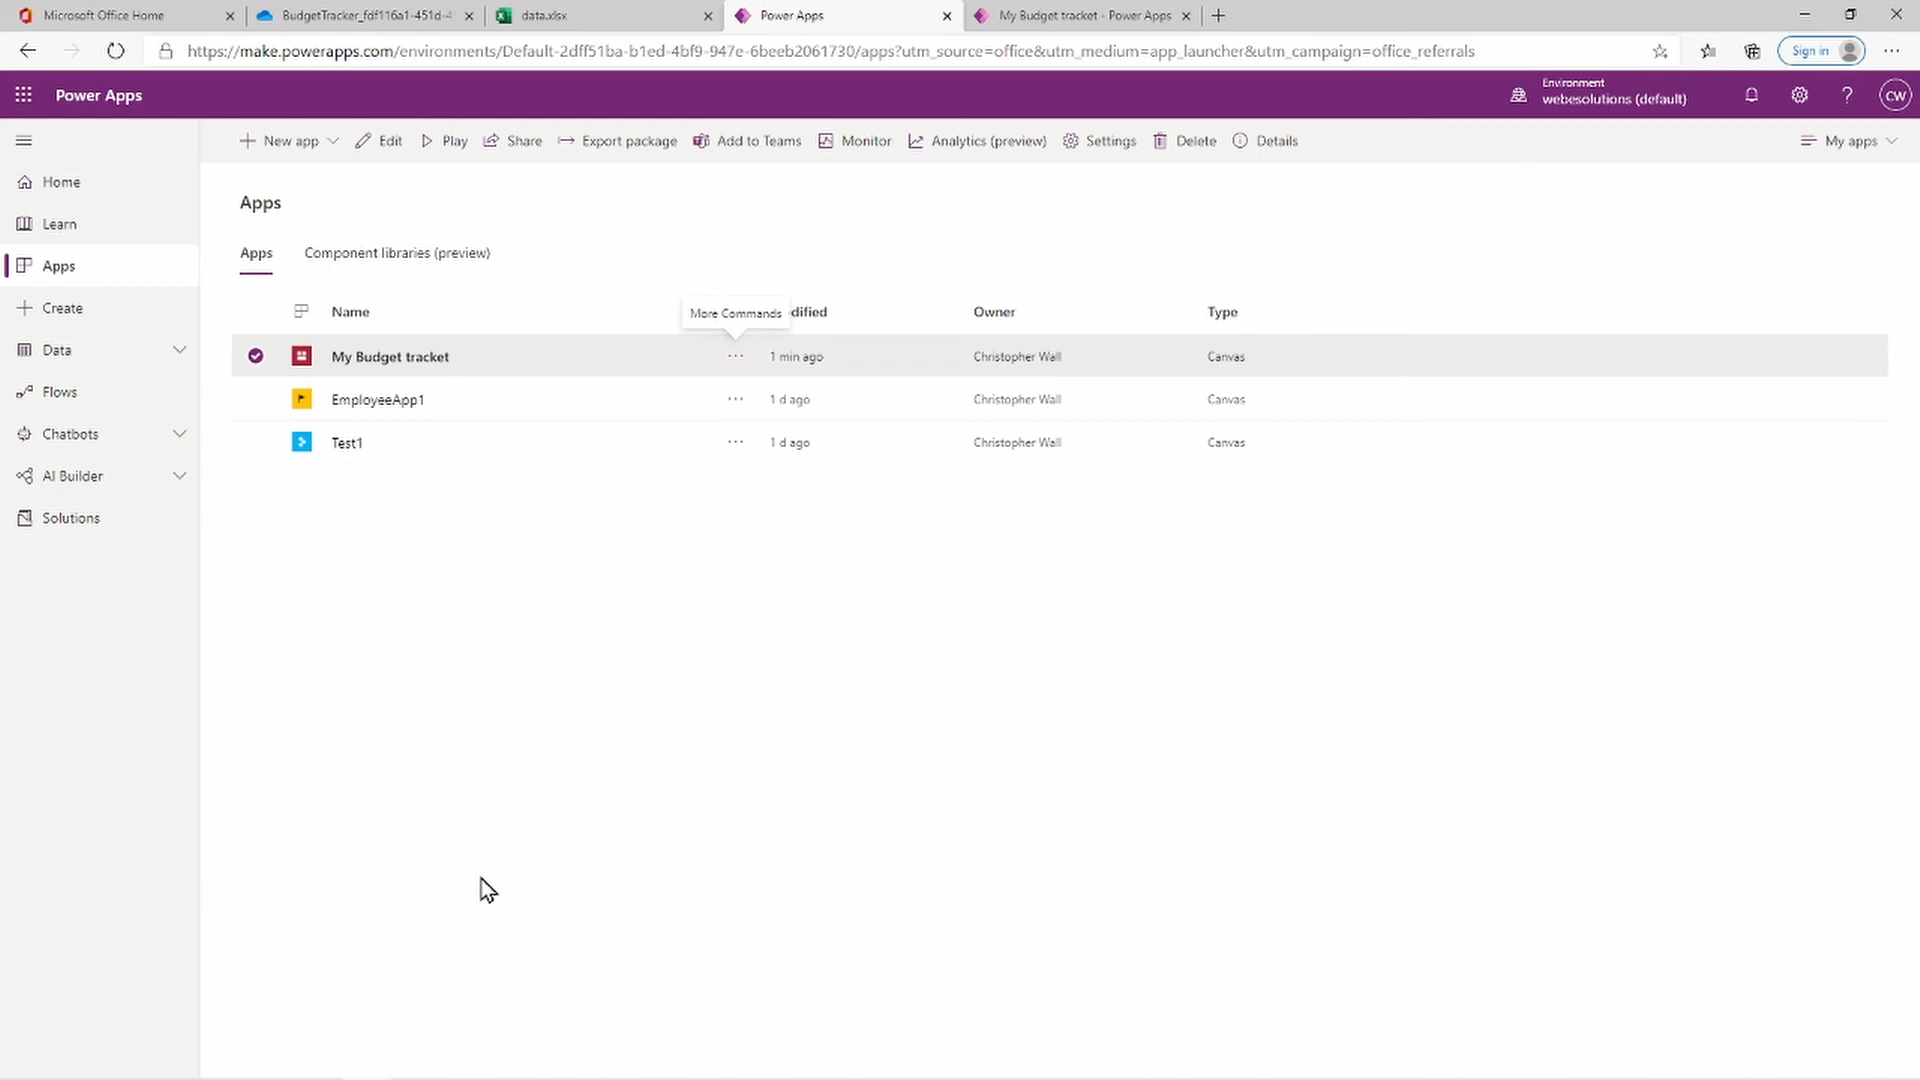 Microsoft Office Home
BudgetTracker_fdf116a1-451d-4
data.xlsx
Power Apps
My Budget tracket - Power Apps
https://make.powerapps.com/environments/Default-2dff51ba-b1ed-4bf9-947e-6beeb2061730/apps?utm_source=office&utm_medium=app_launcher&utm_campaign=office_referrals
Sign in
Power Apps
Environment
webesolutions (default)
CW
New app
Edit
Play
Share
Export package
Add to Teams
Monitor
Analytics (preview)
Settings
Delete
Details
My apps
Home
Learn
Apps
Create
Data
Flows
Chatbots
AI Builder
Solutions
Apps
Apps
Component libraries (preview)
Name
More Commands
dified
Owner
Type
My Budget tracket
1 min ago
Christopher Wall
Canvas
EmployeeApp1
1 d ago
Christopher Wall
Canvas
Test1
1 d ago
Christopher Wall
Canvas